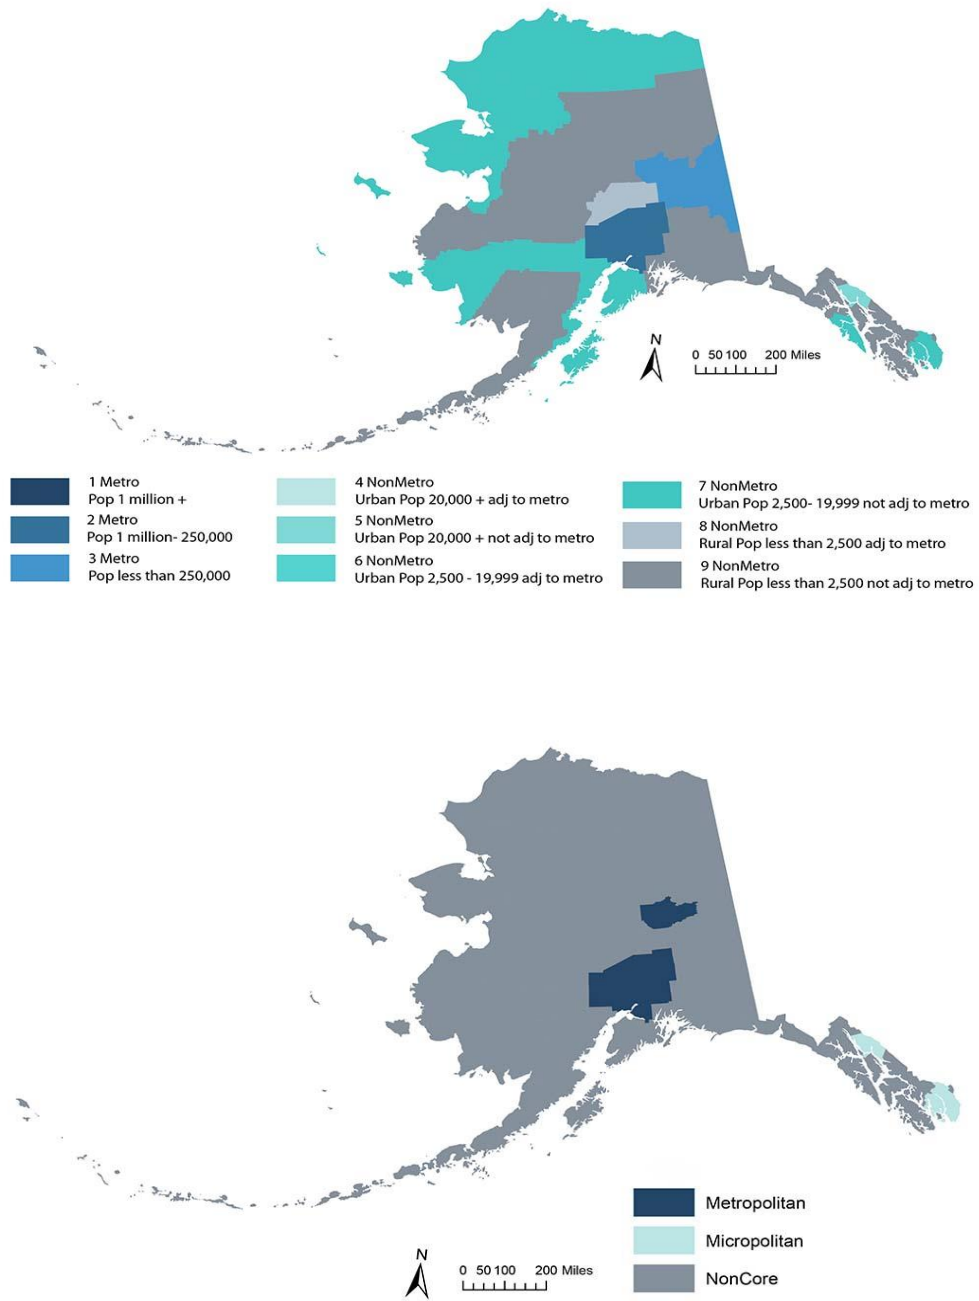 N
0 50 100 200 Miles
1 Metro
Pop 1 million +
2 Metro
Pop 1 million- 250,000
3 Metro
Pop less than 250,000
4 NonMetro
Urban Pop 20,000 + adj to metro
5 NonMetro
Urban Pop 20,000 + not adj to metro
6 NonMetro
Urban Pop 2,500 - 19,999 adj to metro
7 NonMetro
Urban Pop 2,500- 19,999 not adj to metro
8 NonMetro
Rural Pop less than 2,500 adj to metro
9 NonMetro
Rural Pop less than 2,500 not adj to metro
Metropolitan
Micropolitan
NonCore
N
0 50 100 200 Miles